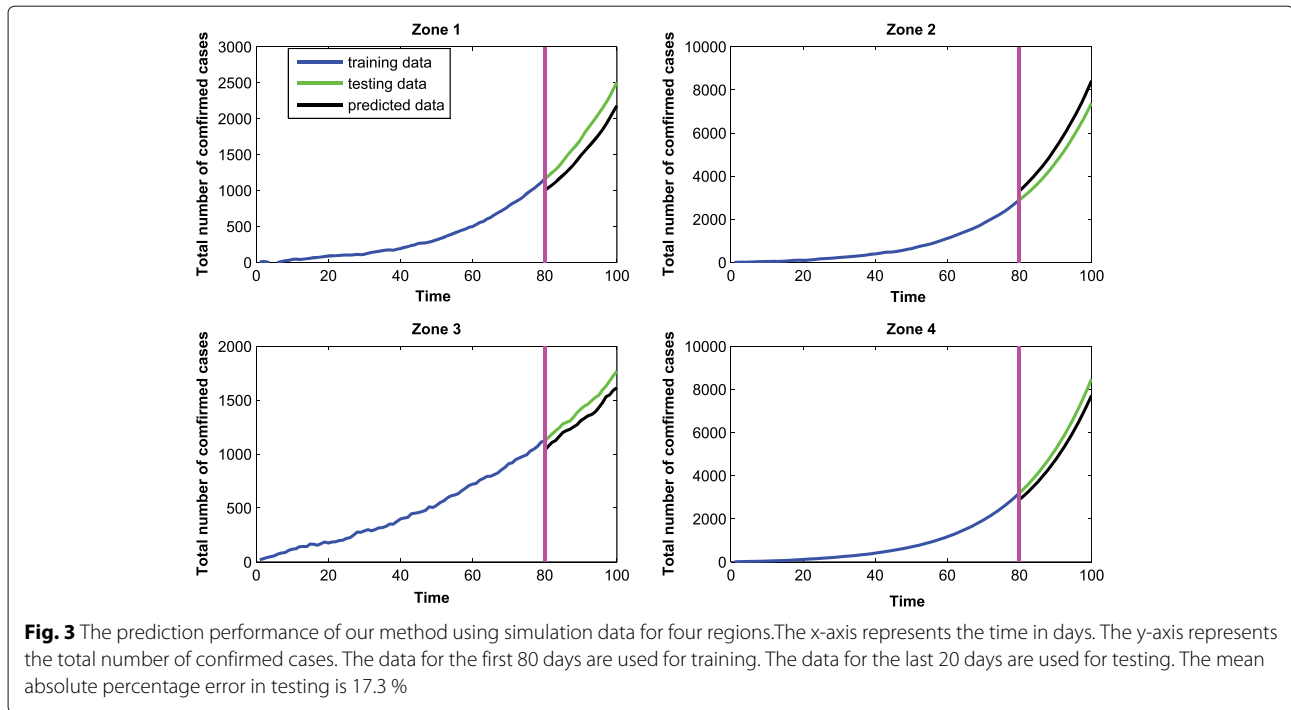 Zone 1
Total number of comfirmed cases
3000
2500
2000
1500
1000
500
0
0 20 40 60 80 100
Time
training data
testing data
predicted data
Zone 2
Total number of comfirmed cases
10000
8000
6000
4000
2000
0
0 20 40 60 80 100
Time
Zone 3
Total number of comfirmed cases
2000
1500
1000
500
0
0 20 40 60 80 100
Time
Zone 4
Total number of comfirmed cases
10000
8000
6000
4000
2000
0
0 20 40 60 80 100
Time
Fig. 3 The prediction performance of our method using simulation data for four regions.The x-axis represents the time in days. The y-axis represents
the total number of confirmed cases. The data for the first 80 days are used for training. The data for the last 20 days are used for testing. The mean
absolute percentage error in testing is 17.3 %